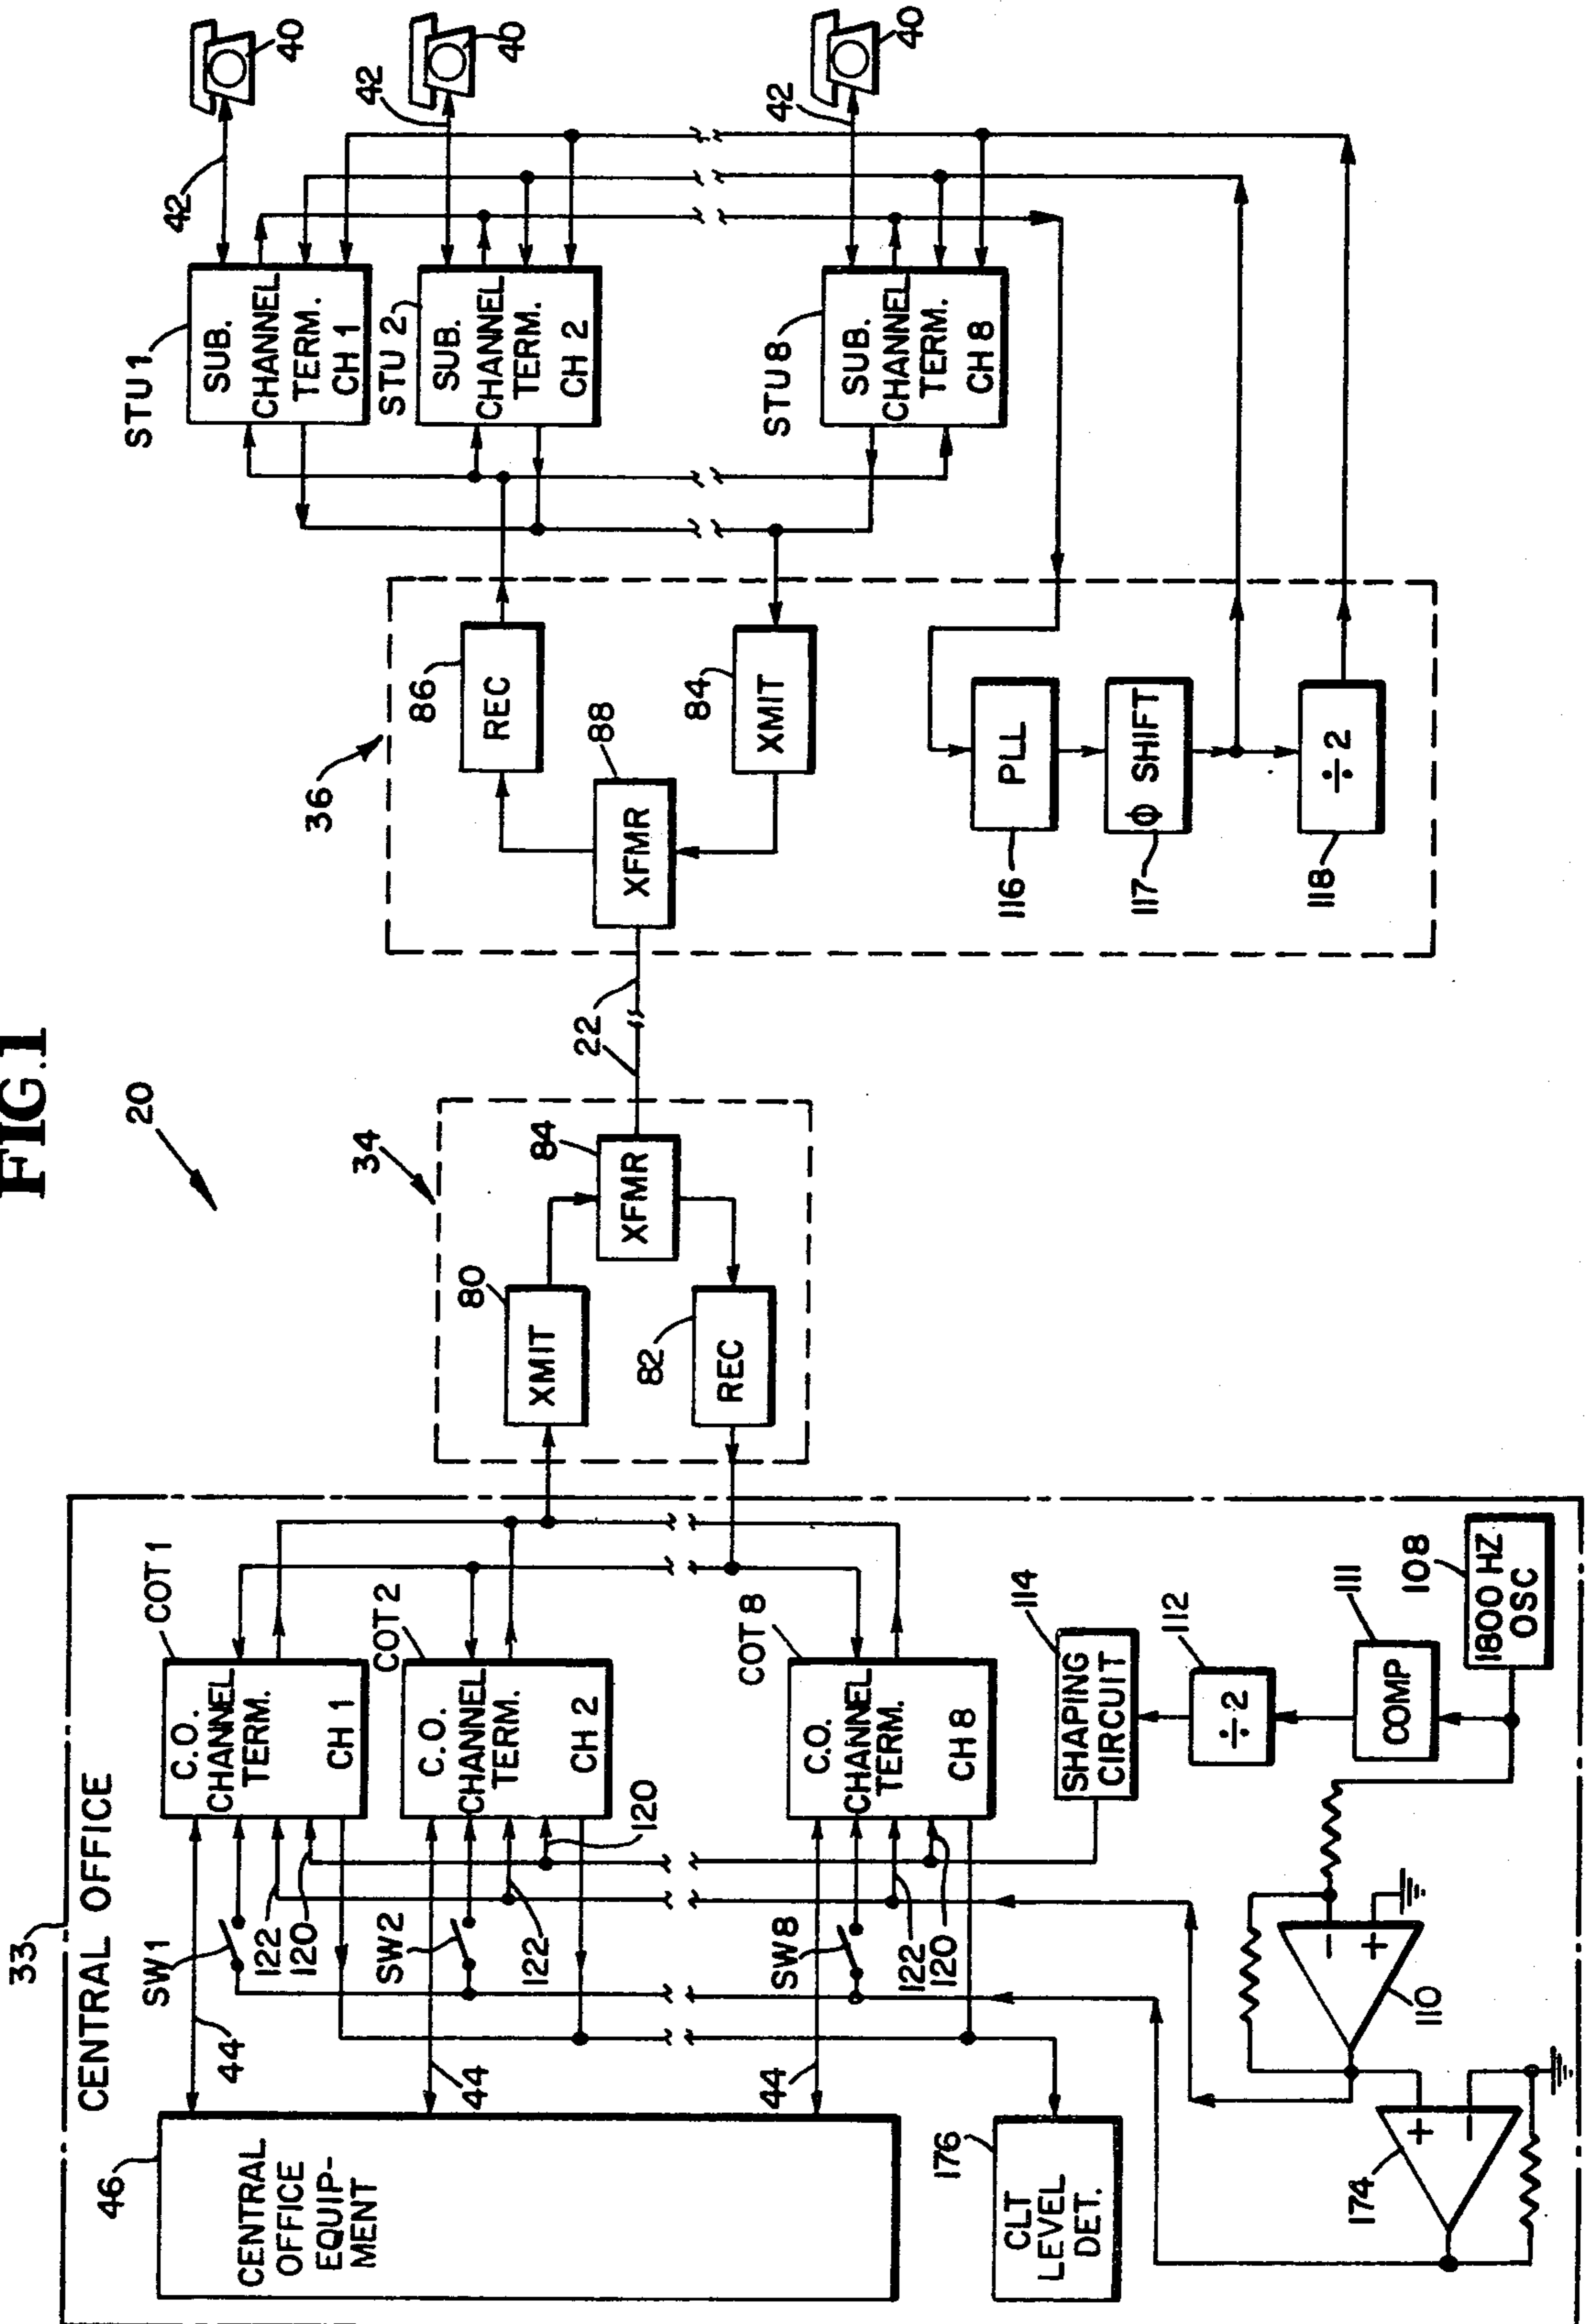 FIG.1
20
33
CENTRAL OFFICE
46
CENTRAL
OFFICE
EQUIP-
MENT
44
44
44
SW1
SW2
SW8
122
120
122
120
122
120
COT1
C.O.
CHANNEL
TERM.
CH 1
COT 2
C.O.
CHANNEL
TERM.
CH 2
COT 8
C.O.
CHANNEL
TERM.
CH 8
176
CLT
LEVEL
DET.
174
+
−
110
−
+
114
SHAPING
CIRCUIT
112
÷2
111
COMP
108
1800 HZ
OSC
34
80
XMIT
84
XFMR
82
REC
22
36
86
REC
88
XFMR
84
XMIT
116
PLL
117
Φ SHIFT
118
÷2
STU 1
SUB.
CHANNEL
TERM.
CH 1
STU 2
SUB.
CHANNEL
TERM.
CH 2
STU 8
SUB.
CHANNEL
TERM.
CH 8
42
40
42
40
42
40